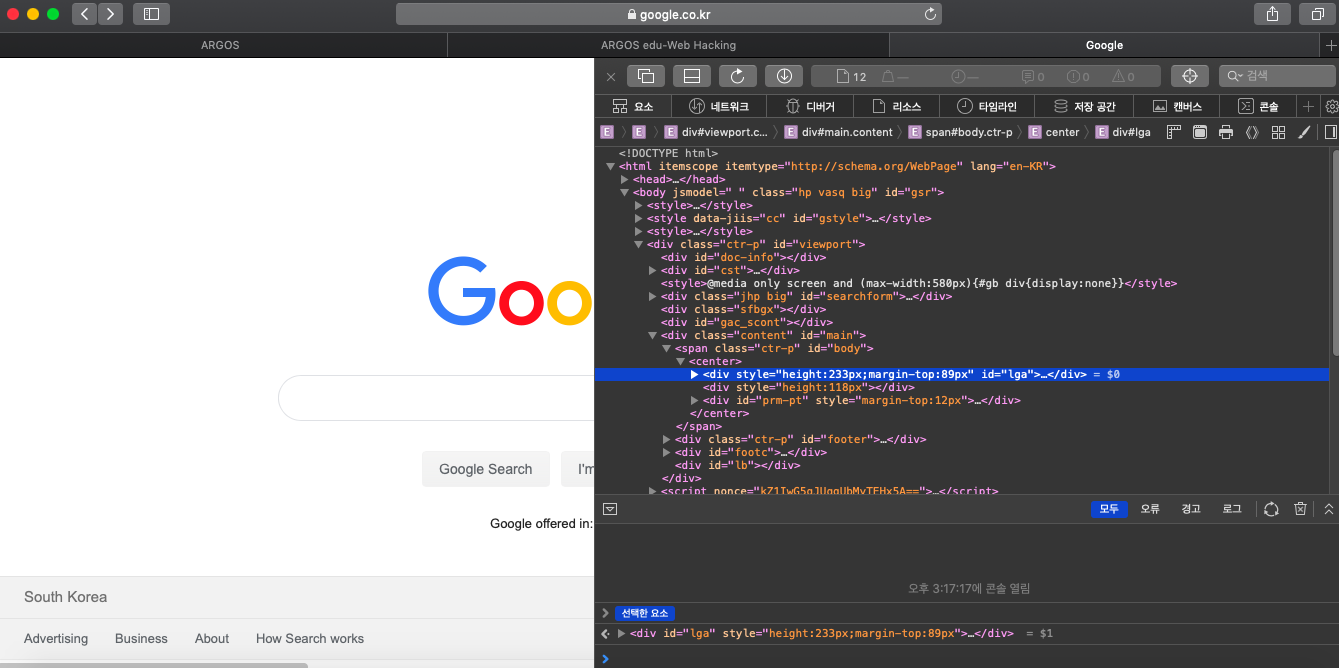 google.co.kr
ARGOS
ARGOS edu-Web Hacking
Google
12
—
—
0
0
0
검색
요소
네트워크
디버거
리소스
타임라인
저장 공간
캔버스
콘솔
E
E
E div#viewport.c...
E div#main.content
E span#body.ctr-p
E center
E div#lga
<!DOCTYPE html>
<html itemscope itemtype="http://schema.org/WebPage" lang="en-KR">
<head>…</head>
<body jsmodel=" " class="hp vasq big" id="gsr">
<style>…</style>
<style data-jiis="cc" id="gstyle">…</style>
<style>…</style>
<div class="ctr-p" id="viewport">
<div id="doc-info"></div>
<div id="cst">…</div>
<style>@media only screen and (max-width:580px){#gb div{display:none}}</style>
<div class="jhp big" id="searchform">…</div>
<div class="sfbgx"></div>
<div id="gac_scont"></div>
<div class="content" id="main">
<span class="ctr-p" id="body">
<center>
<div style="height:233px;margin-top:89px" id="lga">…</div> = $0
<div style="height:118px"></div>
<div id="prm-pt" style="margin-top:12px">…</div>
</center>
</span>
<div class="ctr-p" id="footer">…</div>
<div id="footc">…</div>
<div id="lb"></div>
</div>
<script nonce="kZ1IwG5qJUqqUbMyTEHx5A==">…</script>
Goo
Google Search
I'm
Google offered in:
South Korea
Advertising
Business
About
How Search works
모두
오류
경고
로그
오후 3:17:17에 콘솔 열림
선택한 요소
<div id="lga" style="height:233px;margin-top:89px">…</div> = $1